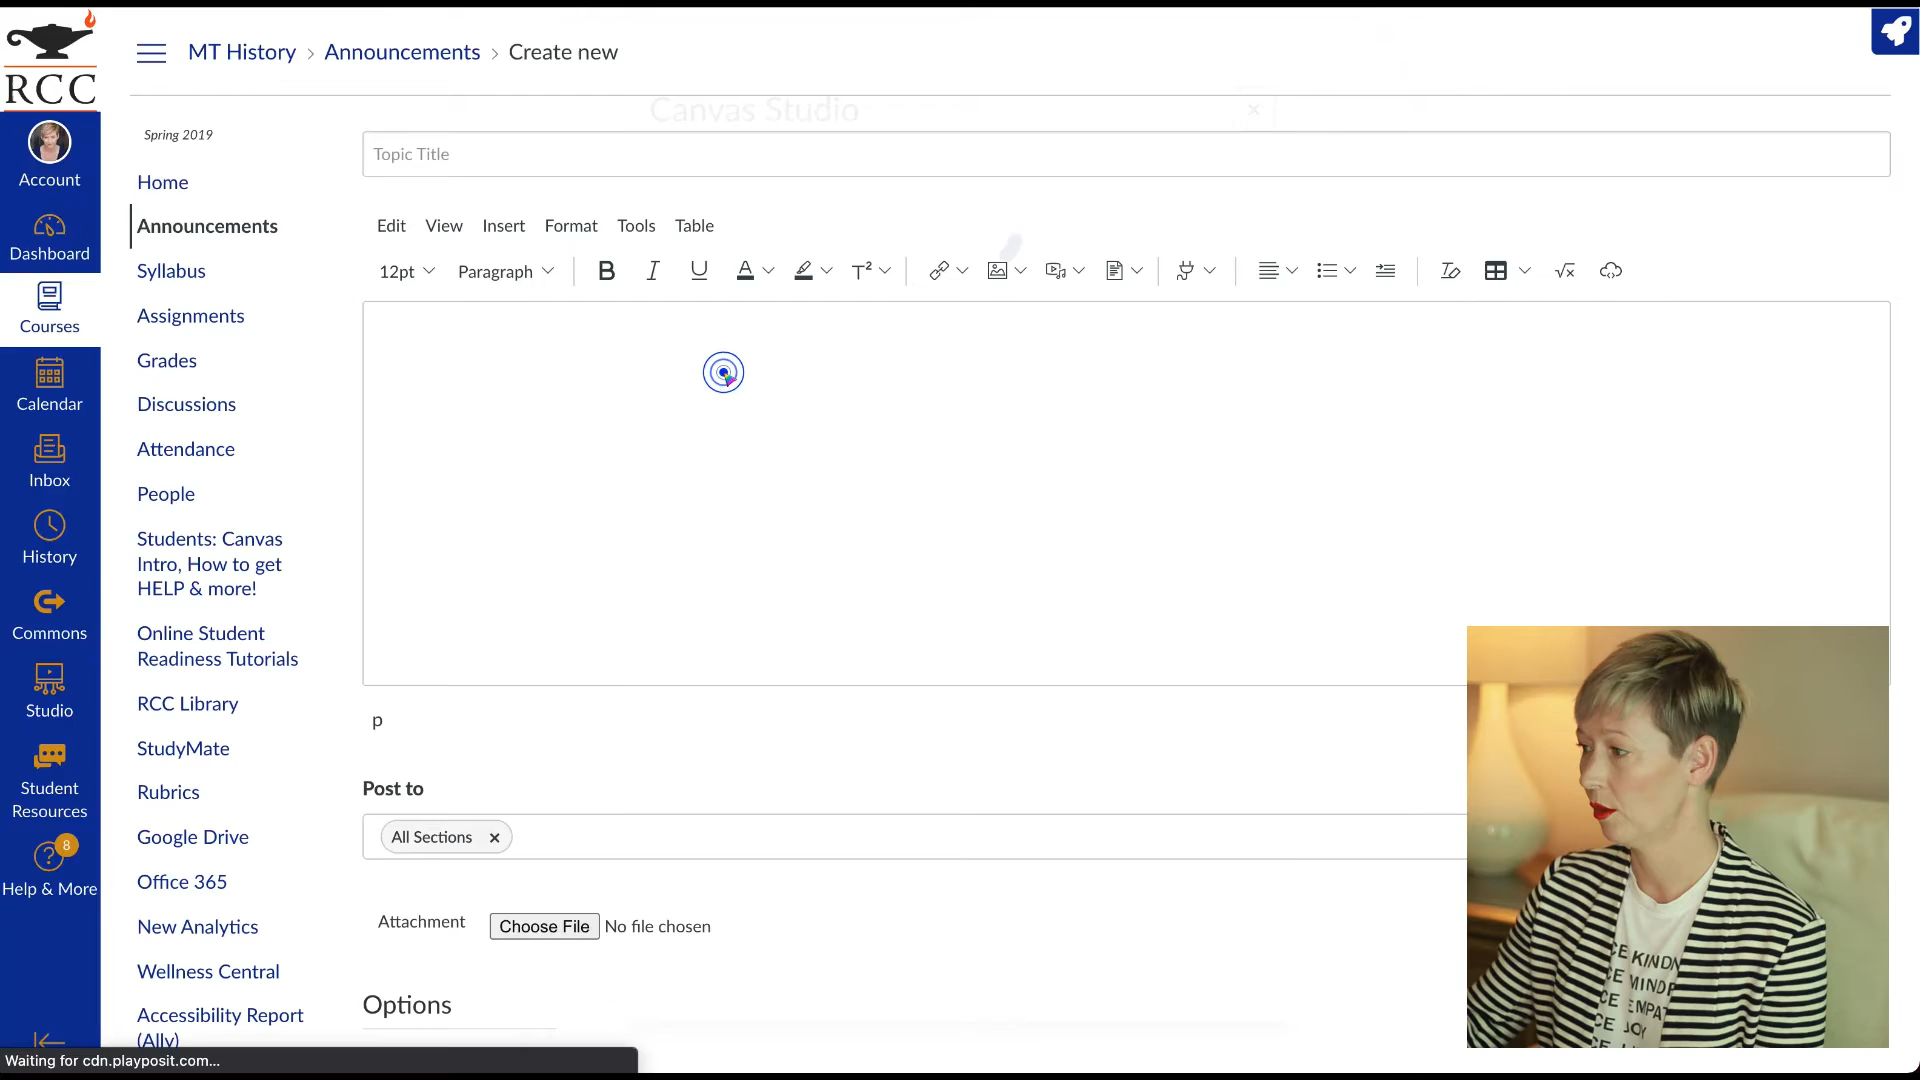 RCC
MT History > Announcements > Create new
Canvas Studio
Spring 2019
Topic Title
Account
Dashboard
Courses
Calendar
Inbox
History
Commons
Studio
Student
Resources
8
Help & More
Home
Announcements
Syllabus
Assignments
Grades
Discussions
Attendance
People
Students: Canvas
Intro, How to get
HELP & more!
Online Student
Readiness Tutorials
RCC Library
StudyMate
Rubrics
Google Drive
Office 365
New Analytics
Wellness Central
Accessibility Report
(Ally)
Edit View Insert Format Tools Table
12pt Paragraph B I U A T²
p
Post to
All Sections
Attachment Choose File No file chosen
Options
Waiting for cdn.playposit.com...